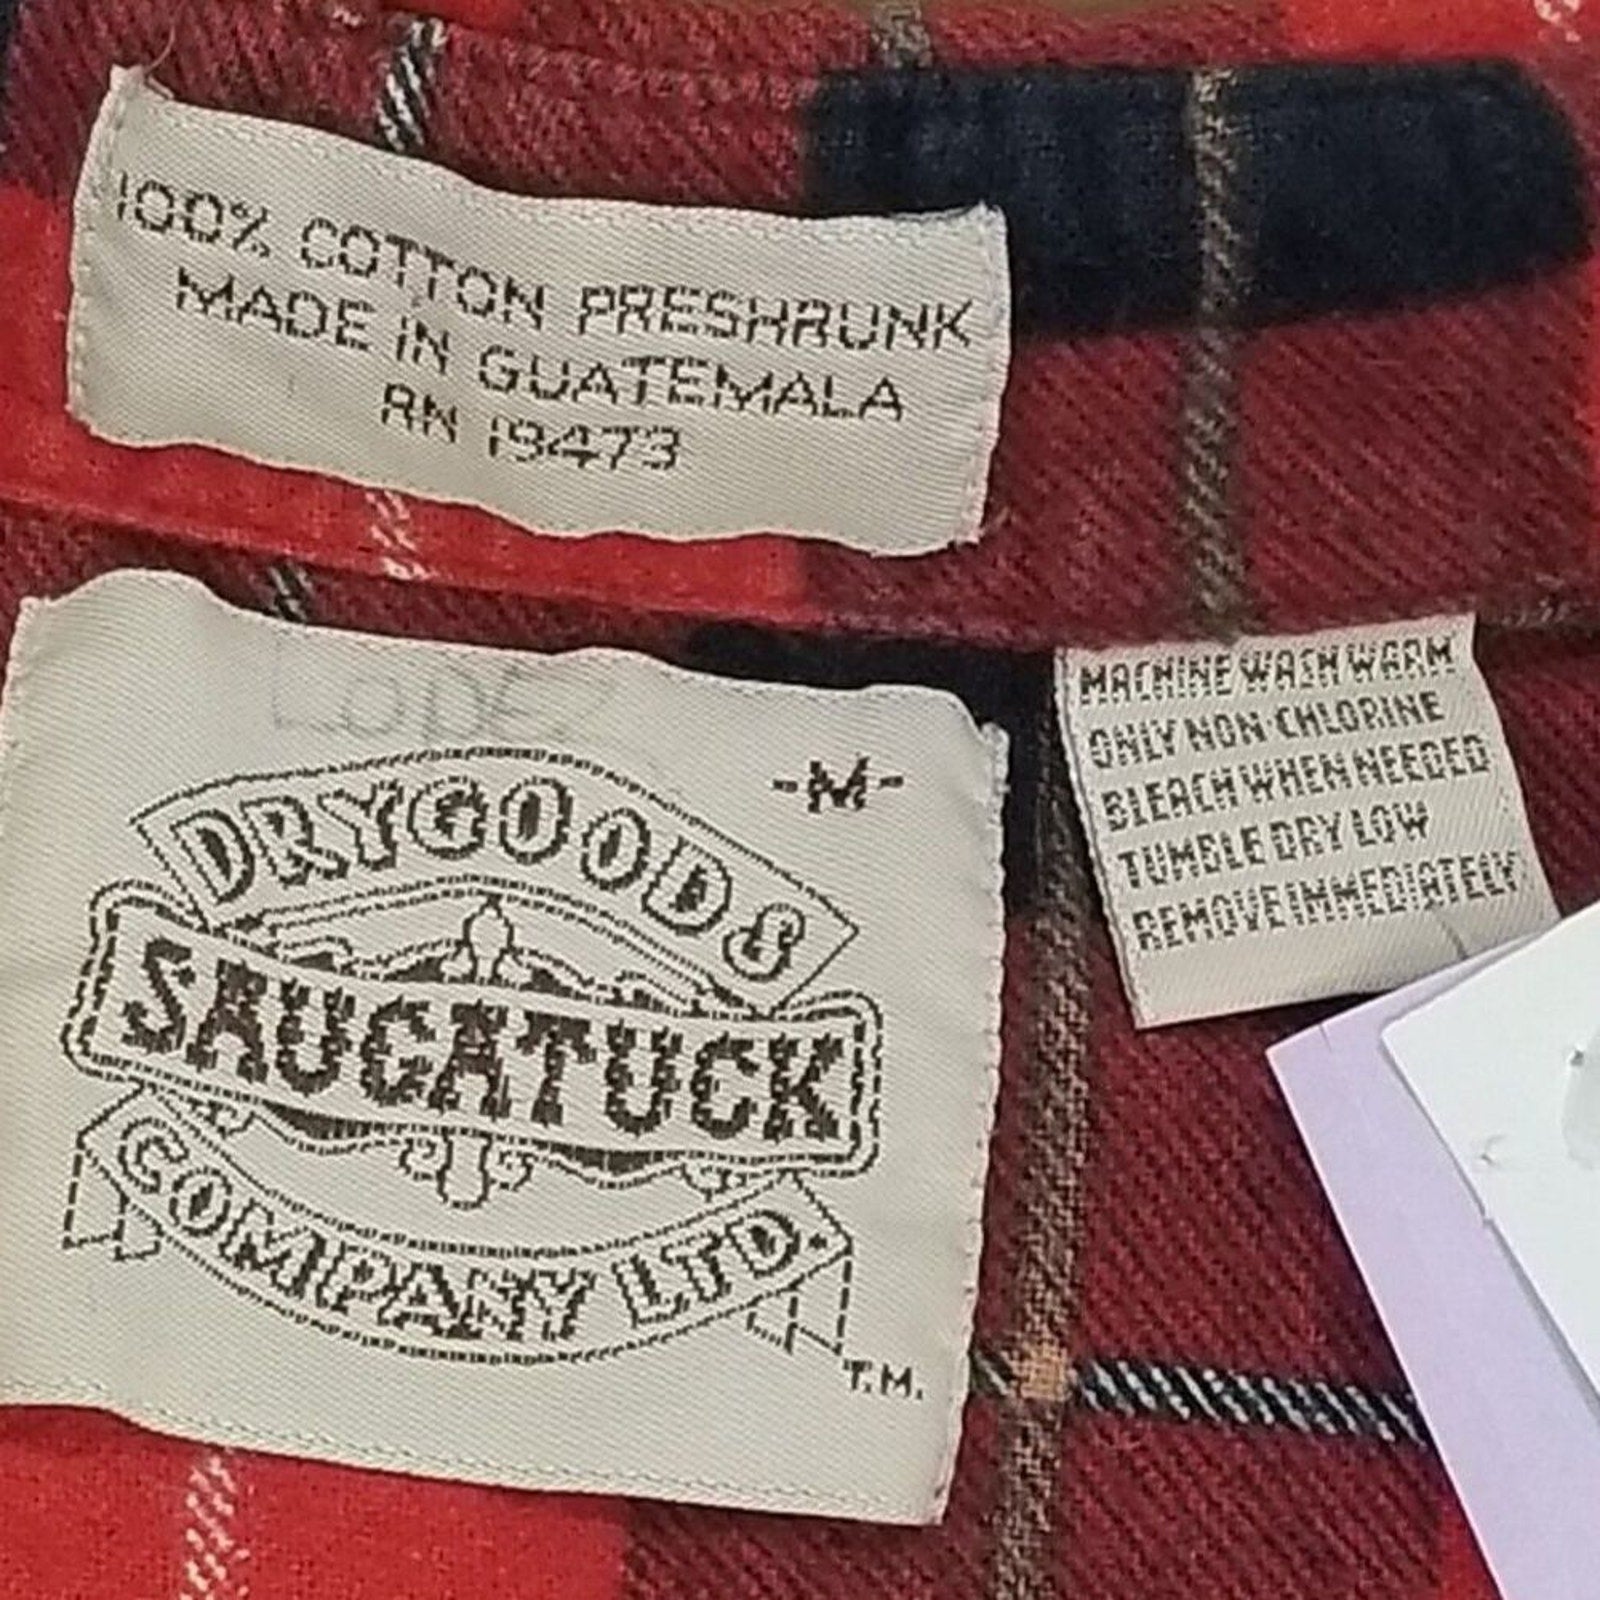 100% COTTON PRESHRUNK
MADE IN GUATEMALA
RN 19473
LOPEZ
-M-
DRYGOODS
SAUGATUCK
COMPANY LTD.
T.M.
MACHINE WASH WARM
ONLY NON-CHLORINE
BLEACH WHEN NEEDED
TUMBLE DRY LOW
REMOVE IMMEDIATELY